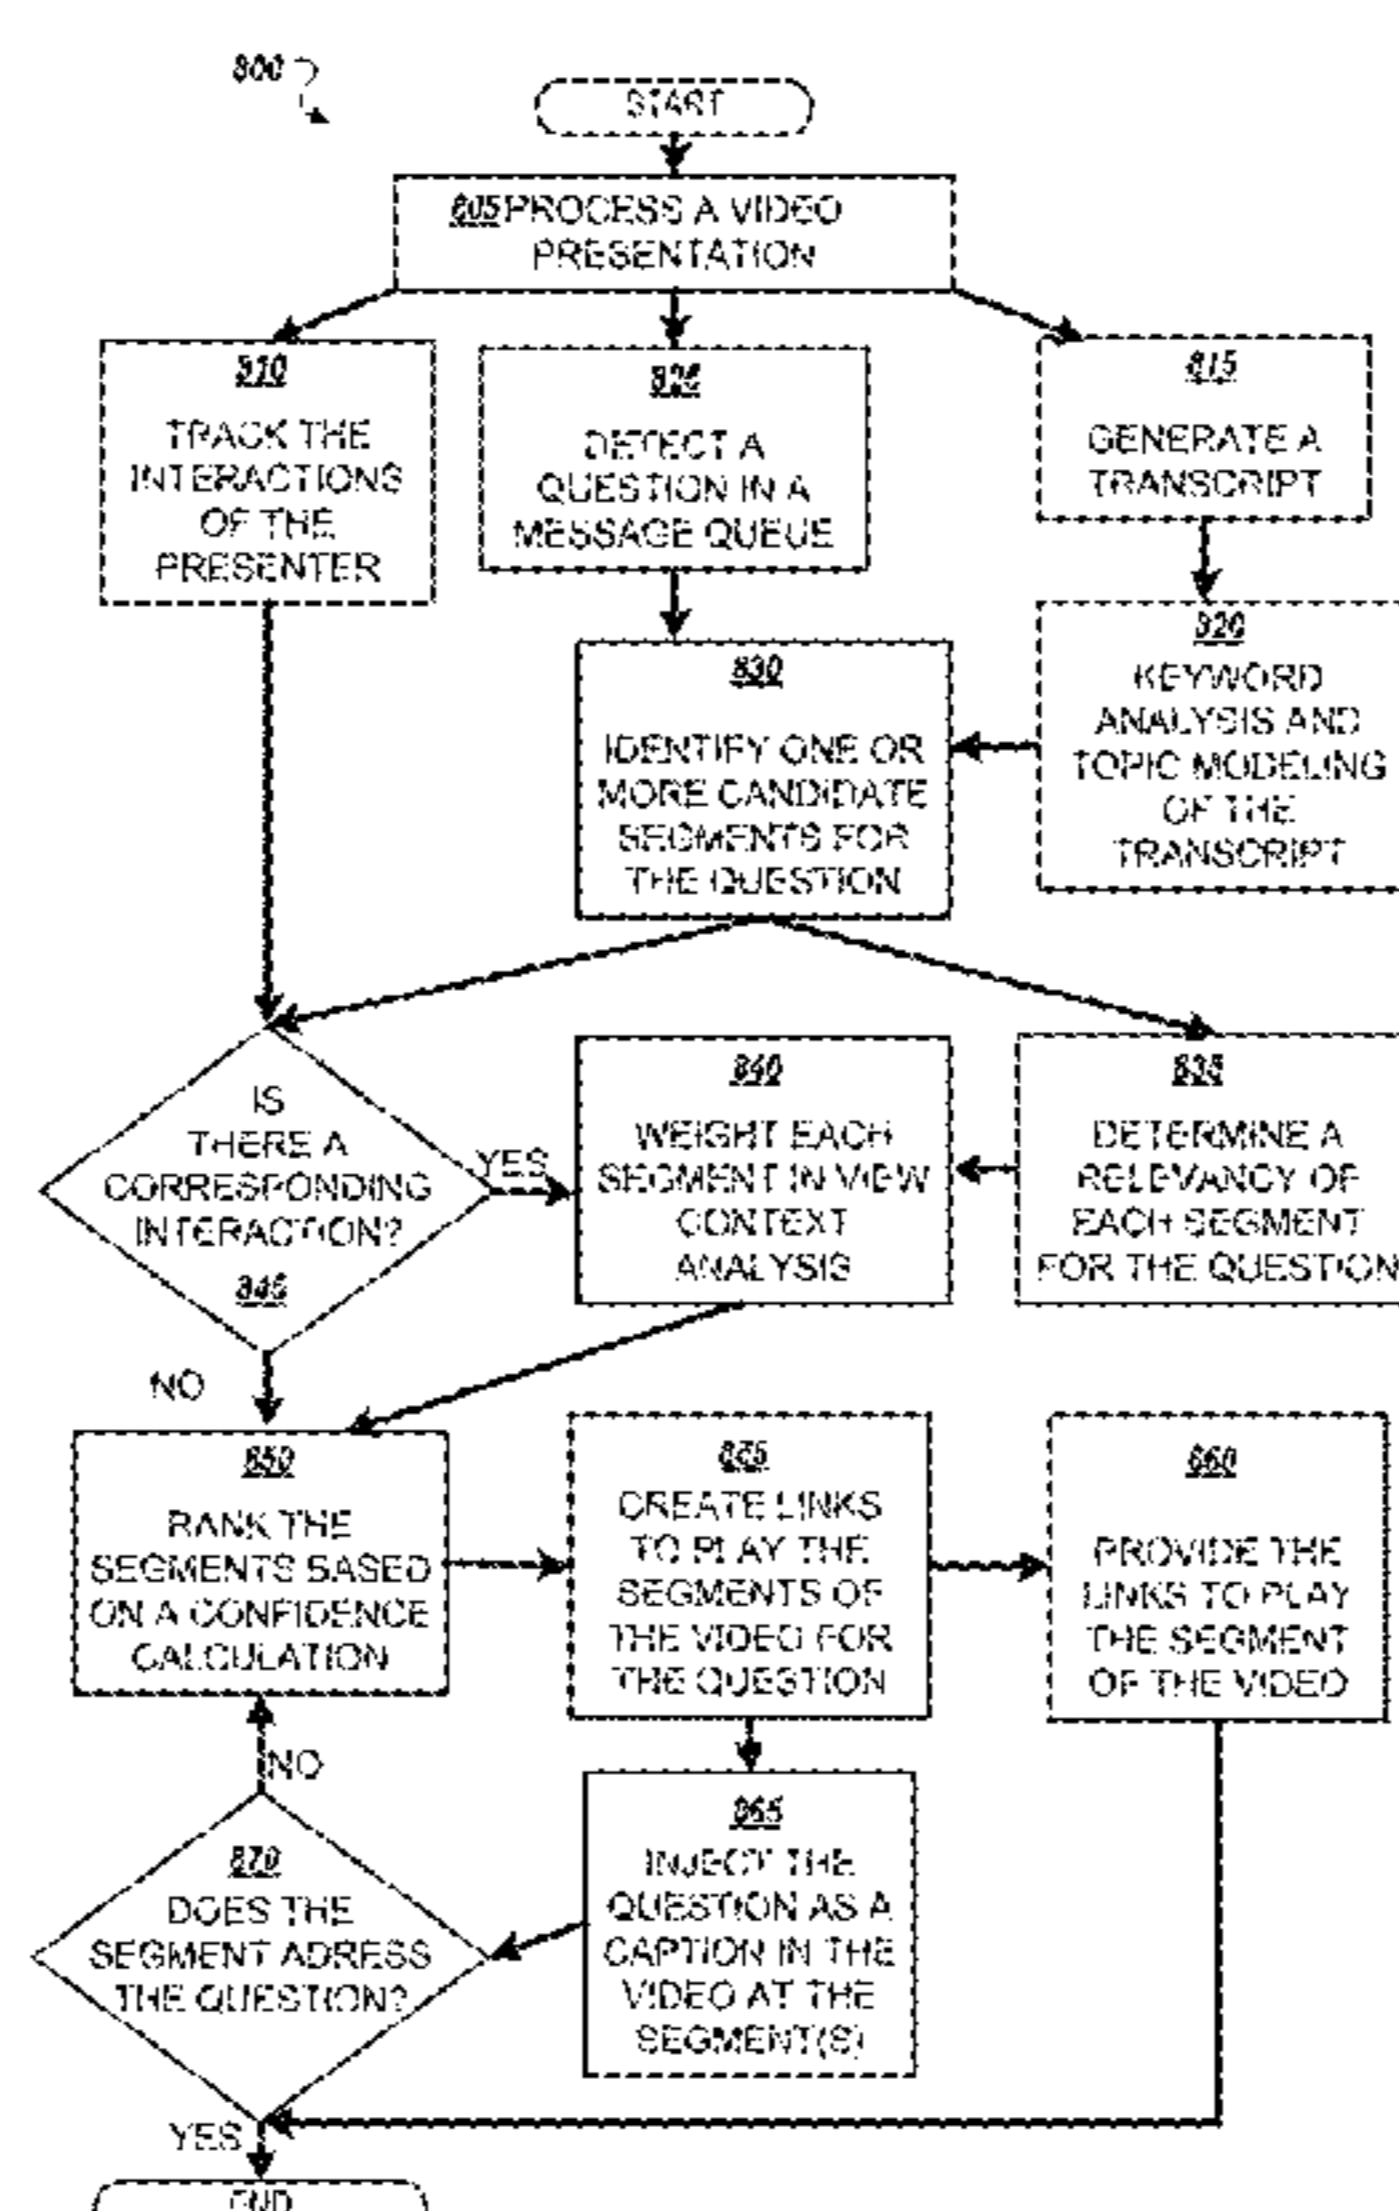 800
START
805 PROCESS A VIDEO
PRESENTATION
810
TRACK THE
INTERACTIONS
OF THE
PRESENTER
825
DETECT A
QUESTION IN A
MESSAGE QUEUE
815
GENERATE A
TRANSCRIPT
820
KEYWORD
ANALYSIS AND
TOPIC MODELING
OF THE
TRANSCRIPT
830
IDENTIFY ONE OR
MORE CANDIDATE
SEGMENTS FOR
THE QUESTION
IS
THERE A
CORRESPONDING
INTERACTION?
845
YES
840
WEIGHT EACH
SEGMENT IN VIEW
CONTEXT
ANALYSIS
835
DETERMINE A
RELEVANCY OF
EACH SEGMENT
FOR THE QUESTION
NO
850
RANK THE
SEGMENTS BASED
ON A CONFIDENCE
CALCULATION
855
CREATE LINKS
TO PLAY THE
SEGMENTS OF
THE VIDEO FOR
THE QUESTION
860
PROVIDE THE
LINKS TO PLAY
THE SEGMENT
OF THE VIDEO
NO
870
DOES THE
SEGMENT ADRESS
THE QUESTION?
865
INJECT THE
QUESTION AS A
CAPTION IN THE
VIDEO AT THE
SEGMENT(S)
YES
END